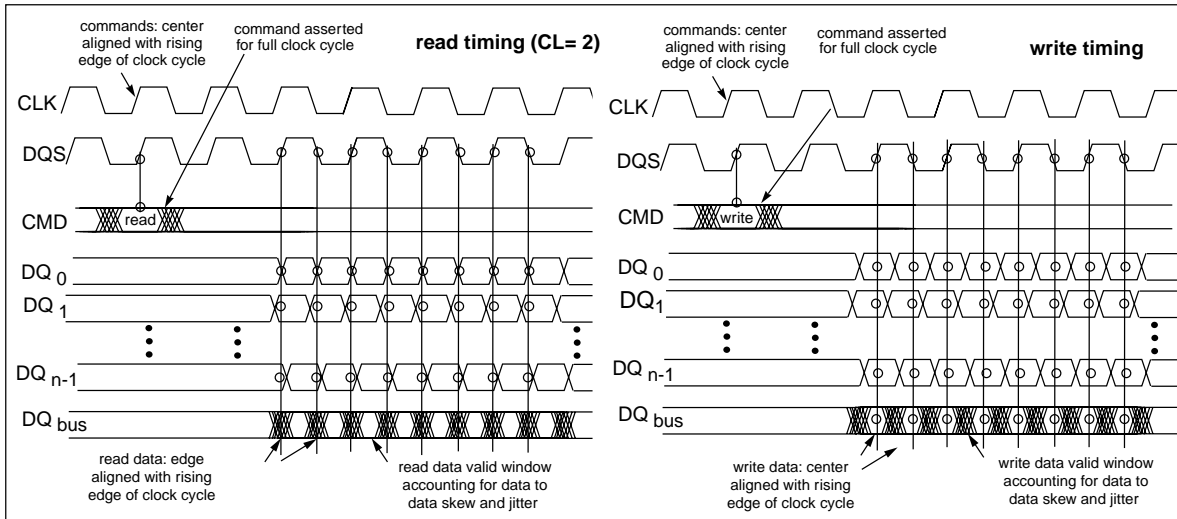 commands: center
aligned with rising
edge of clock cycle
command asserted
for full clock cycle
read timing (CL= 2)
CLK
DQS
CMD
read
DQ 0
DQ 1
DQ n-1
DQ bus
read data: edge
aligned with rising
edge of clock cycle
read data valid window
accounting for data to
data skew and jitter
commands: center
aligned with rising
edge of clock cycle
command asserted
for full clock cycle
write timing
CLK
DQS
CMD
write
DQ 0
DQ 1
DQ n-1
DQ bus
write data: center
aligned with rising
edge of clock cycle
write data valid window
accounting for data to
data skew and jitter